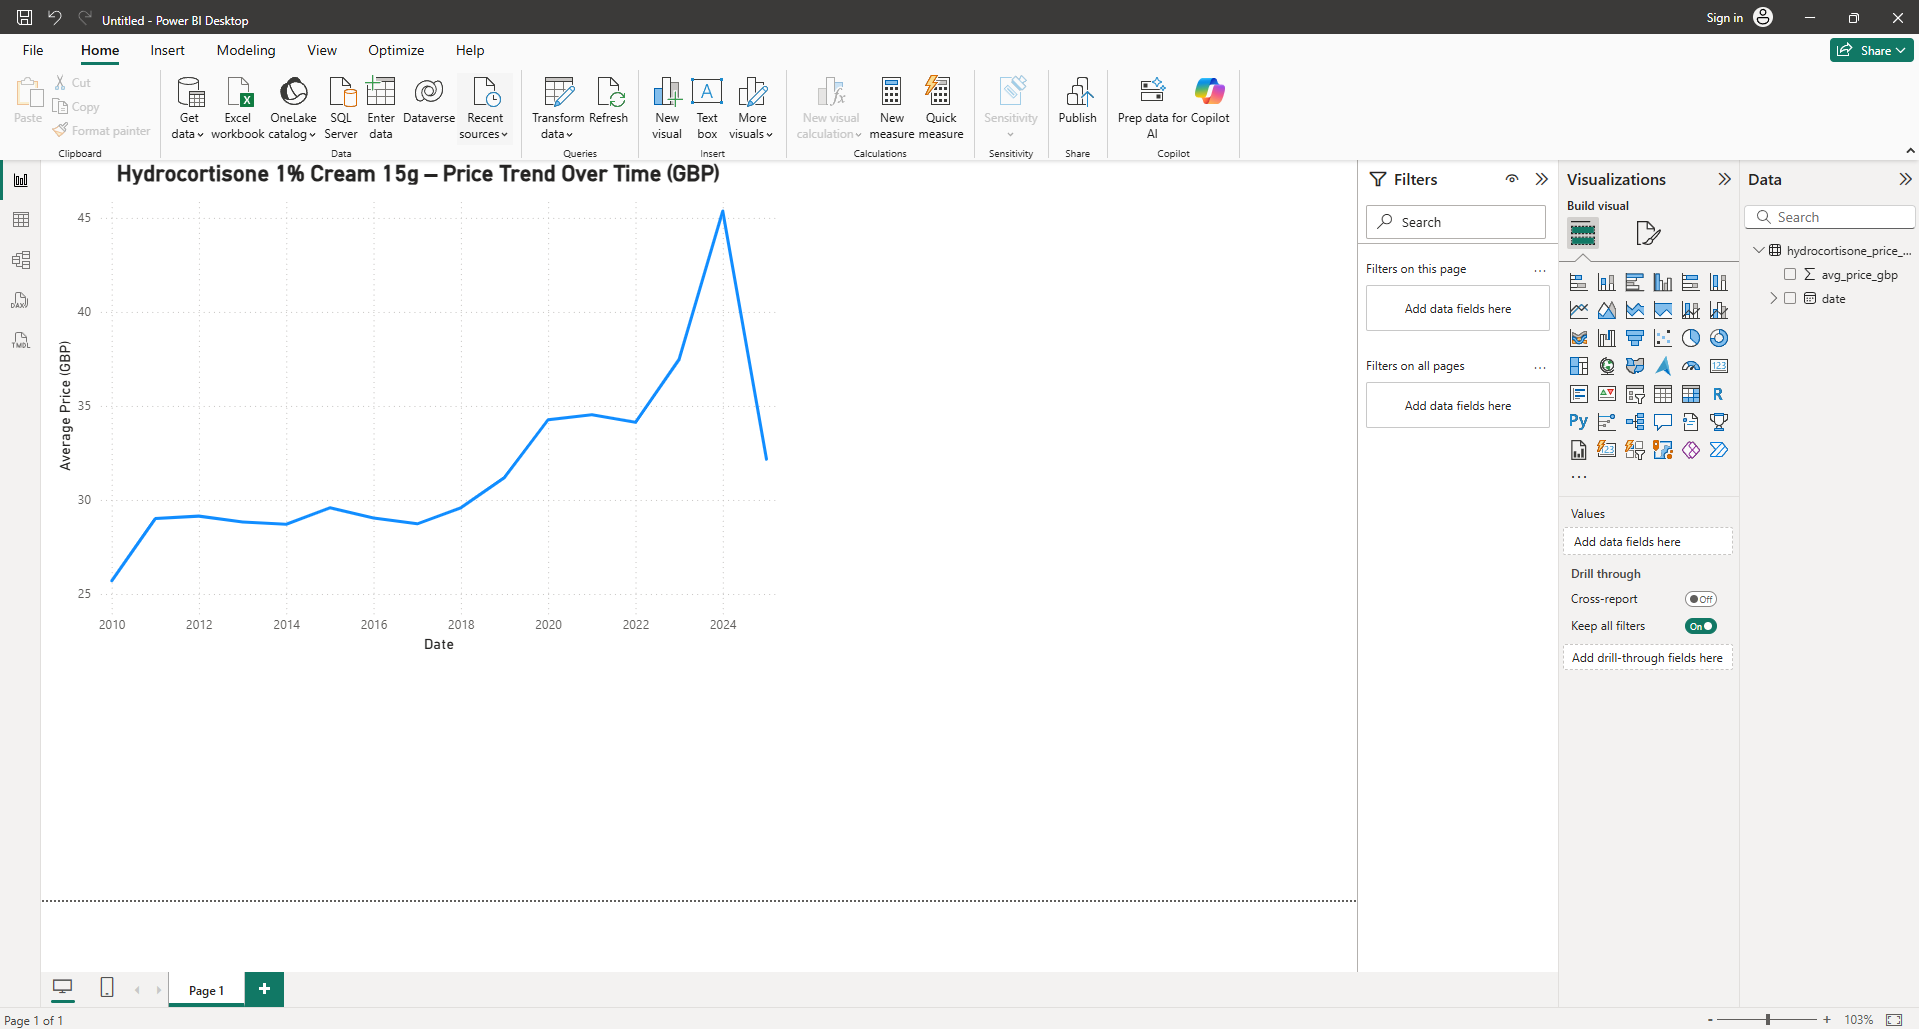 Untitled - Power BI Desktop
Sign in
File Home Insert Modeling View Optimize Help
Share
Paste
Cut
Copy
Format painter
Clipboard
Get data
Excel workbook
OneLake catalog
SQL Server
Enter data
Dataverse
Recent sources
Data
Transform data
Refresh
Queries
New visual
Text box
More visuals
Insert
New visual calculation
New measure
Quick measure
Calculations
Sensitivity
Sensitivity
Publish
Share
Prep data for AI
Copilot
Copilot
DAX
TMDL
Hydrocortisone 1% Cream 15g – Price Trend Over Time (GBP)
Average Price (GBP)
45
40
35
30
25
2010 2012 2014 2016 2018 2020 2022 2024
Date
Filters
Search
Filters on this page
...
Add data fields here
Filters on all pages
...
Add data fields here
Visualizations
Build visual
123
R
Py
123
...
Values
Add data fields here
Drill through
Cross-report
Off
Keep all filters
On
Add drill-through fields here
Data
Search
hydrocortisone_price_...
avg_price_gbp
date
Page 1
+
Page 1 of 1
- + 103%